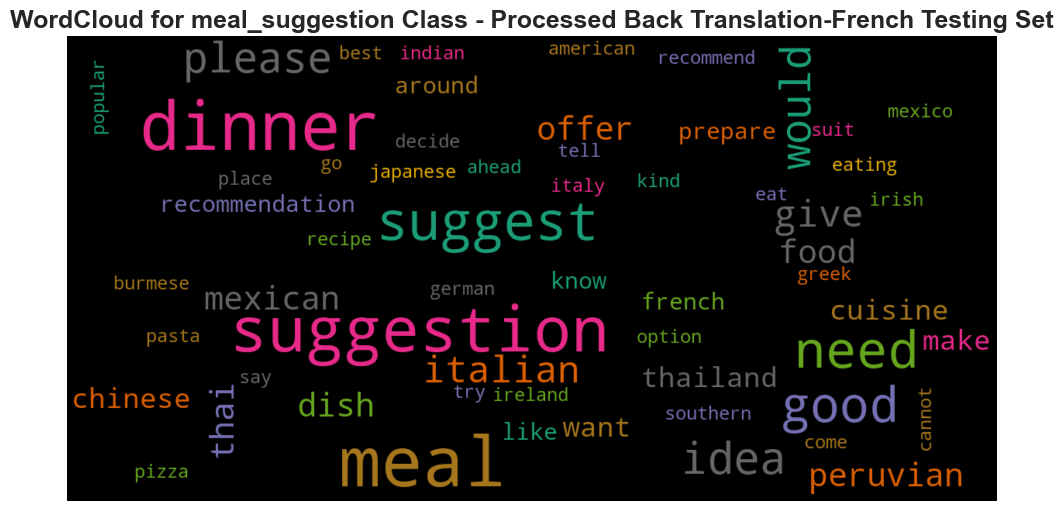 WordCloud for meal_suggestion Class - Processed Back Translation-French Testing Set
please best indian american recommend would
popular around mexico
dinner offer prepare suit
decide tell
go japanese ahead eating
place italy kind
recommendation eat irish
suggest give
recipe food
burmese know greek
mexican german french cuisine
pasta suggestion option need make
say italian thailand
chinese thai dish try ireland southern good cannot
like want come
pizza meal idea peruvian